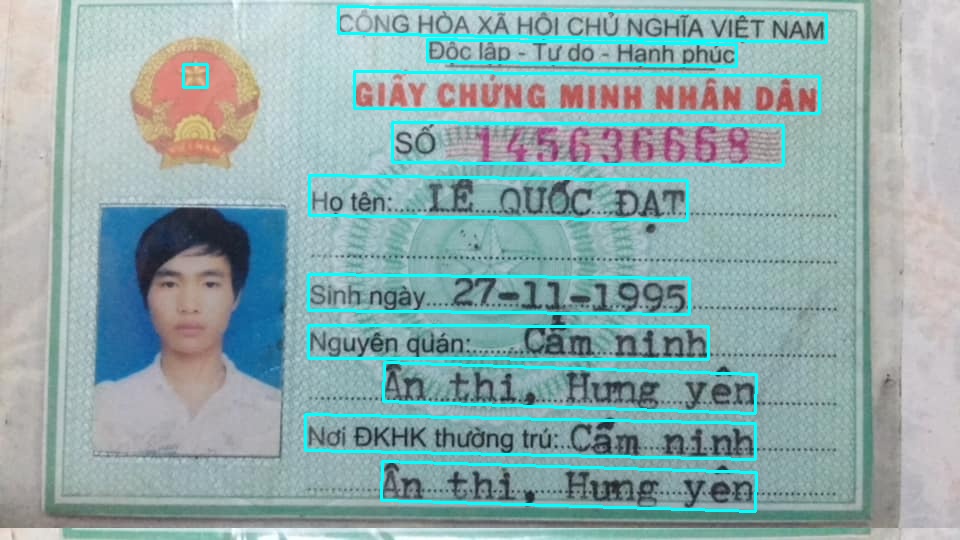 CỘNG HÒA XÃ HỘI CHỦ NGHĨA VIỆT NAM
Độc lập - Tự do - Hạnh phúc
GIẤY CHỨNG MINH NHÂN DÂN
SỐ 145636668
Họ tên: LÊ QUỐC ĐẠT
Sinh ngày 27-11-1995
Nguyên quán: Cẩm ninh
Ân thi, Hưng yên
Nơi ĐKHK thường trú: Cẩm ninh
Ân thi, Hưng yên